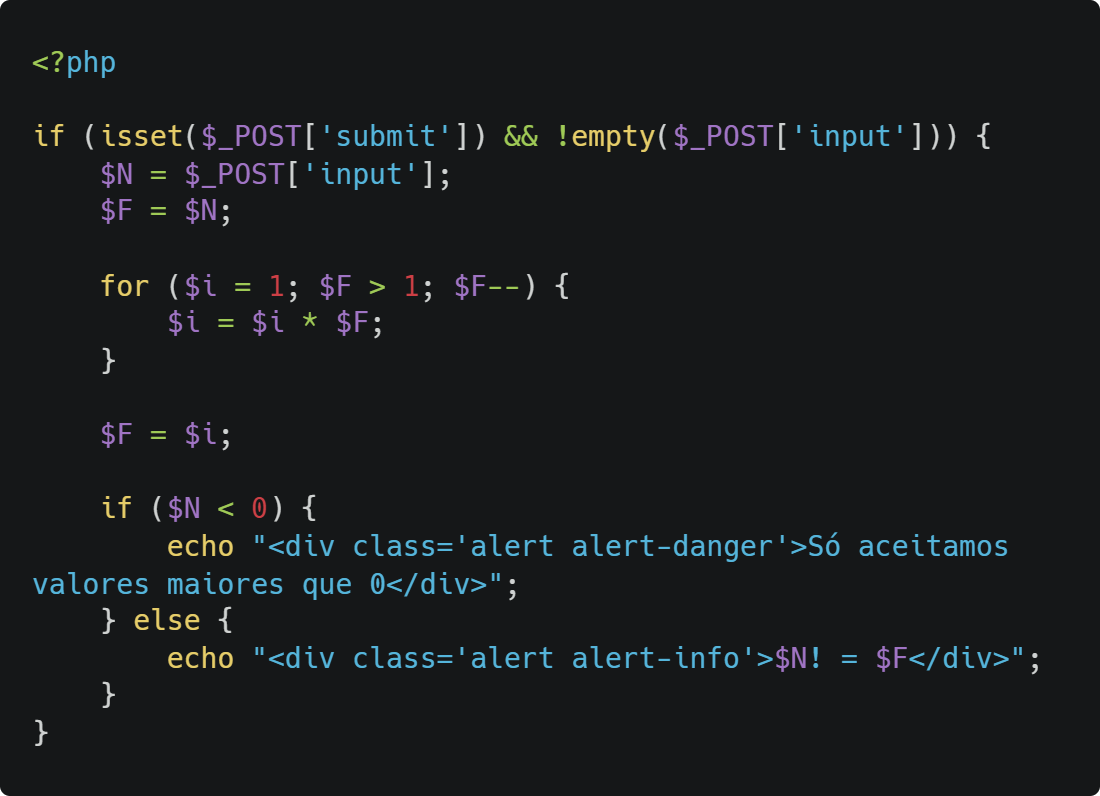 <?php

if (isset($_POST['submit']) && !empty($_POST['input'])) {
    $N = $_POST['input'];
    $F = $N;

    for ($i = 1; $F > 1; $F--) {
        $i = $i * $F;
    }

    $F = $i;

    if ($N < 0) {
        echo "<div class='alert alert-danger'>Só aceitamos
valores maiores que 0</div>";
    } else {
        echo "<div class='alert alert-info'>$N! = $F</div>";
    }
}